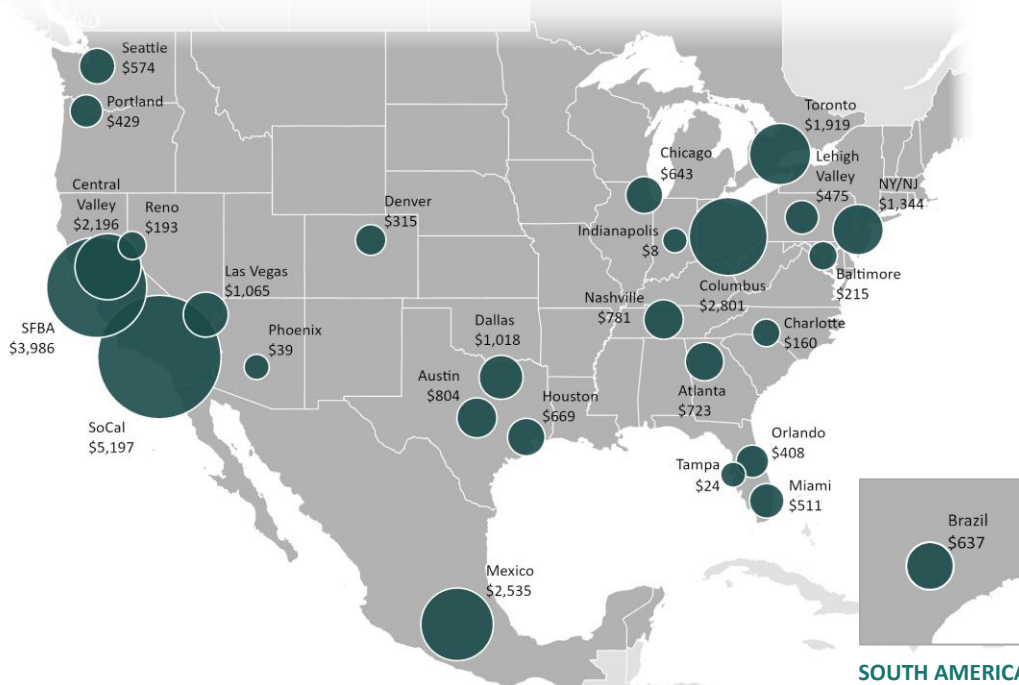 Seattle
$574
Portland
$429
Central
Valley
$2,196
Reno
$193
Denver
$315
Las Vegas
$1,065
SFBA
$3,986
Phoenix
$39
SoCal
$5,197
Dallas
$1,018
Austin
$804
Houston
$669
Mexico
$2,535
Chicago
$643
Toronto
$1,919
Lehigh
Valley
$475
NY/NJ
$1,344
Indianapolis
$8
Columbus
$2,801
Baltimore
$215
Nashville
$781
Charlotte
$160
Atlanta
$723
Orlando
$408
Tampa
$24
Miami
$511
Brazil
$637
SOUTH AMERICA